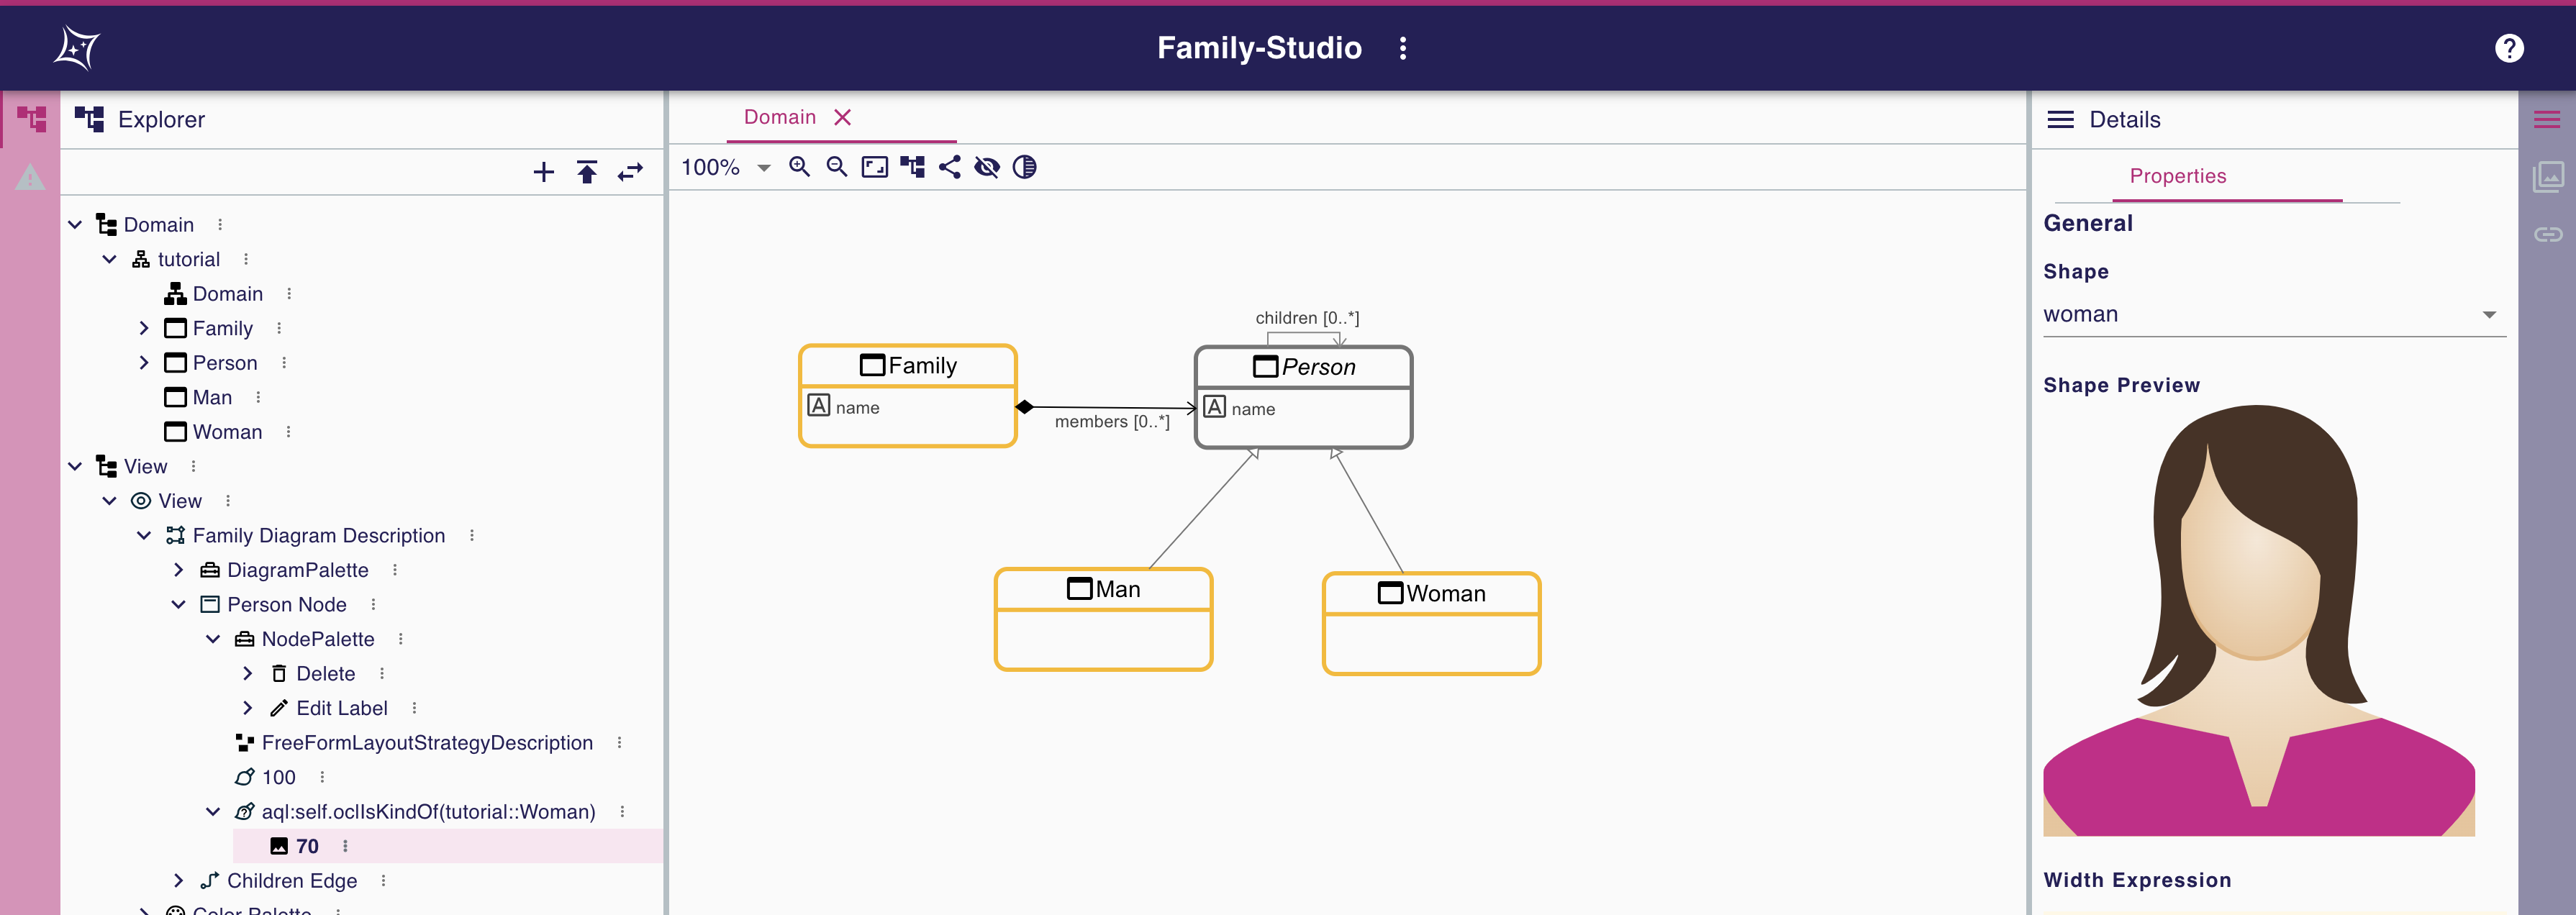 Family-Studio
Explorer
Domain
tutorial
Domain
Family
Person
Man
Woman
View
View
Family Diagram Description
DiagramPalette
Person Node
NodePalette
Delete
Edit Label
FreeFormLayoutStrategyDescription
100
aql:self.oclIsKindOf(tutorial::Woman)
70
Children Edge
Color Palette
Domain
100%
children [0..*]
Family
name
members [0..*]
Person
name
Man
Woman
Details
Properties
General
Shape
woman
Shape Preview
Width Expression